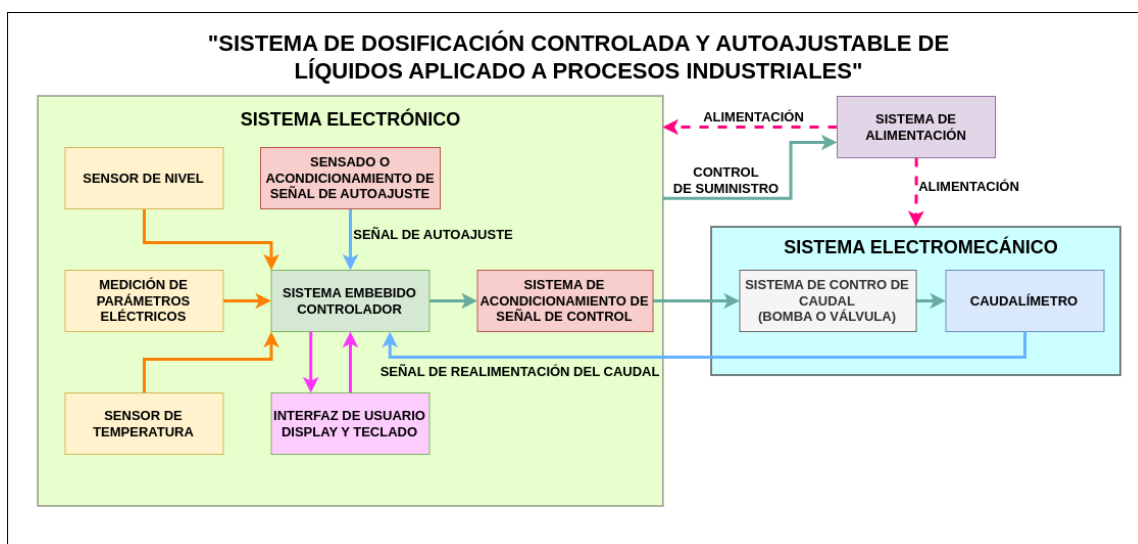 "SISTEMA DE DOSIFICACIÓN CONTROLADA Y AUTOAJUSTABLE DE
LÍQUIDOS APLICADO A PROCESOS INDUSTRIALES"
SISTEMA ELECTRÓNICO
SENSOR DE NIVEL
SENSADO O
ACONDICIONAMIENTO DE
SEÑAL DE AUTOAJUSTE
SEÑAL DE AUTOAJUSTE
MEDICIÓN DE
PARÁMETROS
ELÉCTRICOS
SISTEMA EMBEBIDO
CONTROLADOR
SISTEMA DE
ACONDICIONAMIENTO DE
SEÑAL DE CONTROL
SEÑAL DE REALIMENTACIÓN DEL CAUDAL
SENSOR DE
TEMPERATURA
INTERFAZ DE USUARIO
DISPLAY Y TECLADO
ALIMENTACIÓN
CONTROL
DE SUMINISTRO
SISTEMA DE
ALIMENTACIÓN
ALIMENTACIÓN
SISTEMA ELECTROMECÁNICO
SISTEMA DE CONTRO DE
CAUDAL
(BOMBA O VÁLVULA)
CAUDALÍMETRO